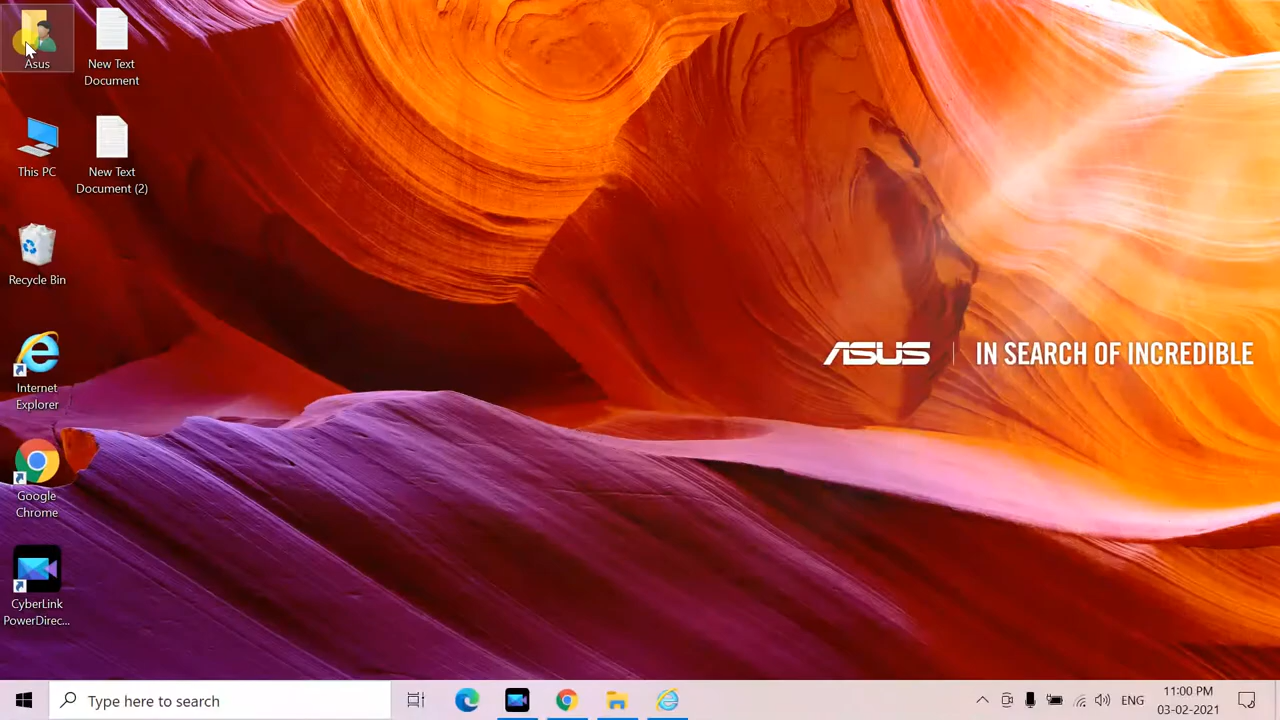 Asus
New Text
Document
This PC
New Text
Document (2)
Recycle Bin
Internet
Explorer
Google
Chrome
CyberLink
PowerDirec...
ASUS | IN SEARCH OF INCREDIBLE
Type here to search
ENG
11:00 PM
03-02-2021